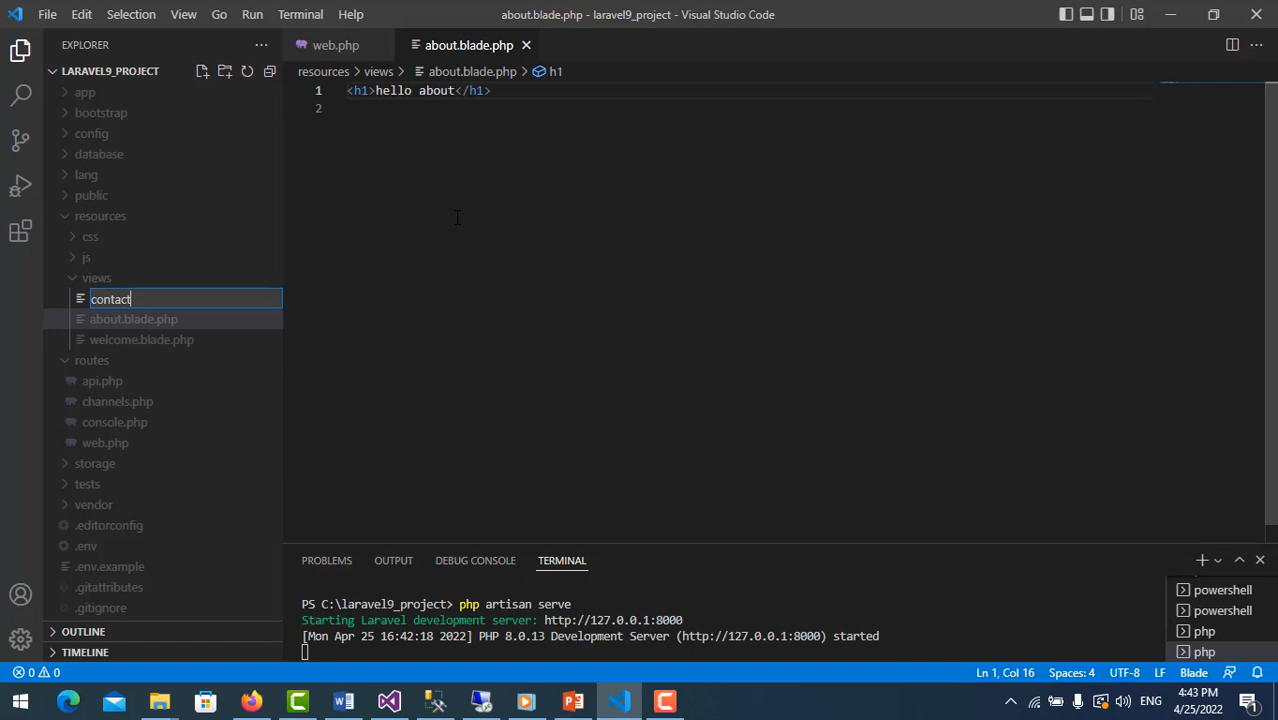 File Edit Selection View Go Run Terminal Help
about.blade.php - laravel9_project - Visual Studio Code
EXPLORER
LARAVEL9_PROJECT
app
bootstrap
config
database
lang
public
resources
css
js
views
contact
about.blade.php
welcome.blade.php
routes
api.php
channels.php
console.php
web.php
storage
tests
vendor
.editorconfig
.env
.env.example
.gitattributes
.gitignore
OUTLINE
TIMELINE
web.php about.blade.php
resources > views > about.blade.php > h1
1 <h1>hello about</h1>
2
PROBLEMS OUTPUT DEBUG CONSOLE TERMINAL
PS C:\laravel9_project> php artisan serve
Starting Laravel development server: http://127.0.0.1:8000
[Mon Apr 25 16:42:18 2022] PHP 8.0.13 Development Server (http://127.0.0.1:8000) started
powershell
powershell
php
php
0 0
Ln 1, Col 16 Spaces: 4 UTF-8 LF Blade
ENG
4:43 PM
4/25/2022
1